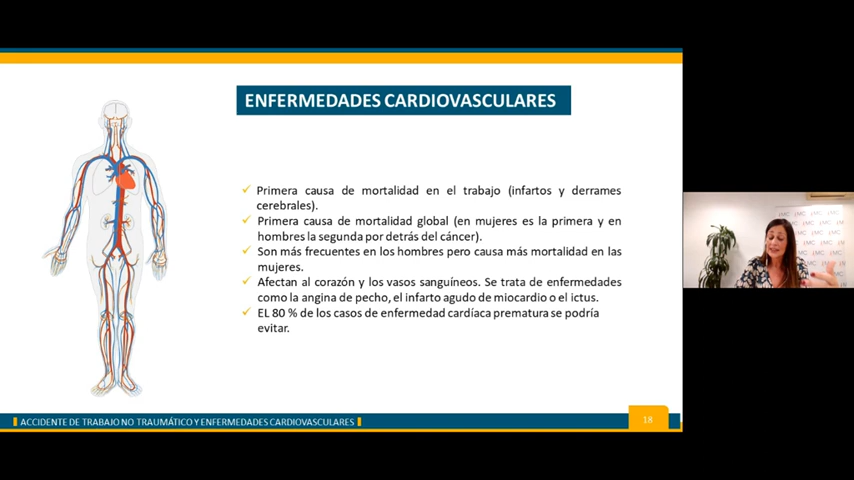 ENFERMEDADES CARDIOVASCULARES
Primera causa de mortalidad en el trabajo (infartos y derrames
cerebrales).
Primera causa de mortalidad global (en mujeres es la primera y en
hombres la segunda por detrás del cáncer).
Son más frecuentes en los hombres pero causa más mortalidad en las
mujeres.
Afectan al corazón y los vasos sanguíneos. Se trata de enfermedades
como la angina de pecho, el infarto agudo de miocardio o el ictus.
EL 80 % de los casos de enfermedad cardíaca prematura se podría
evitar.
ACCIDENTE DE TRABAJO NO TRAUMÁTICO Y ENFERMEDADES CARDIOVASCULARES
18